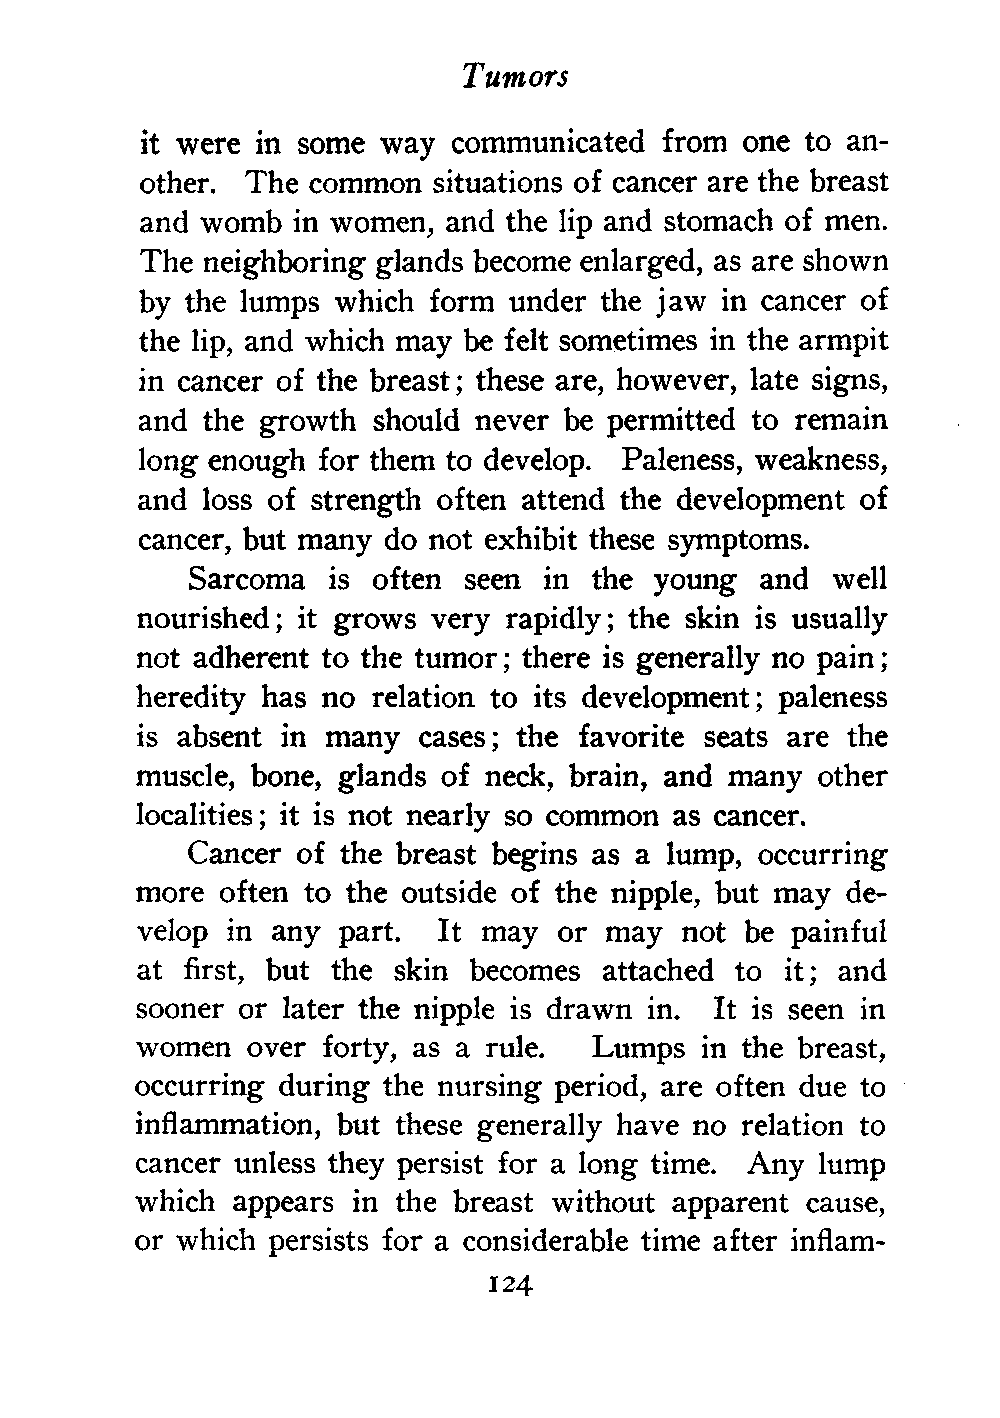 Tumors
it were in some way communicated from one to an-
other. The common situations of cancer are the breast
and womb in women, and the lip and stomach of men.
The neighboring glands become enlarged, as are shown
by the lumps which form under the jaw in cancer of
the lip, and which may be felt sometimes in the armpit
in cancer of the breast; these are, however, late signs,
and the growth should never be permitted to remain
long enough for them to develop. Paleness, weakness,
and loss of strength often attend the development of
cancer, but many do not exhibit these symptoms.
Sarcoma is often seen in the young and well
nourished; it grows very rapidly; the skin is usually
not adherent to the tumor; there is generally no pain;
heredity has no relation to its development; paleness
is absent in many cases; the favorite seats are the
muscle, bone, glands of neck, brain, and many other
localities; it is not nearly so common as cancer.
Cancer of the breast begins as a lump, occurring
more often to the outside of the nipple, but may de-
velop in any part. It may or may not be painful
at first, but the skin becomes attached to it; and
sooner or later the nipple is drawn in. It is seen in
women over forty, as a rule. Lumps in the breast,
occurring during the nursing period, are often due to
inflammation, but these generally have no relation to
cancer unless they persist for a long time. Any lump
which appears in the breast without apparent cause,
or which persists for a considerable time after inflam-
124